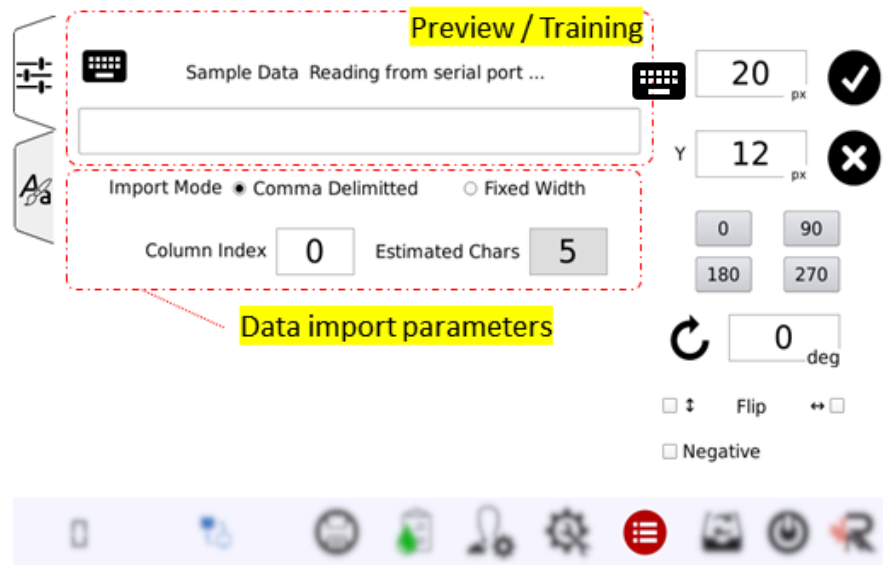 Preview / Training
Sample Data Reading from serial port ...
20 px
Y 12 px
Import Mode Comma Delimitted Fixed Width
Column Index 0 Estimated Chars 5
0 90
180 270
Data import parameters
0 deg
Flip
Negative
Aa
R